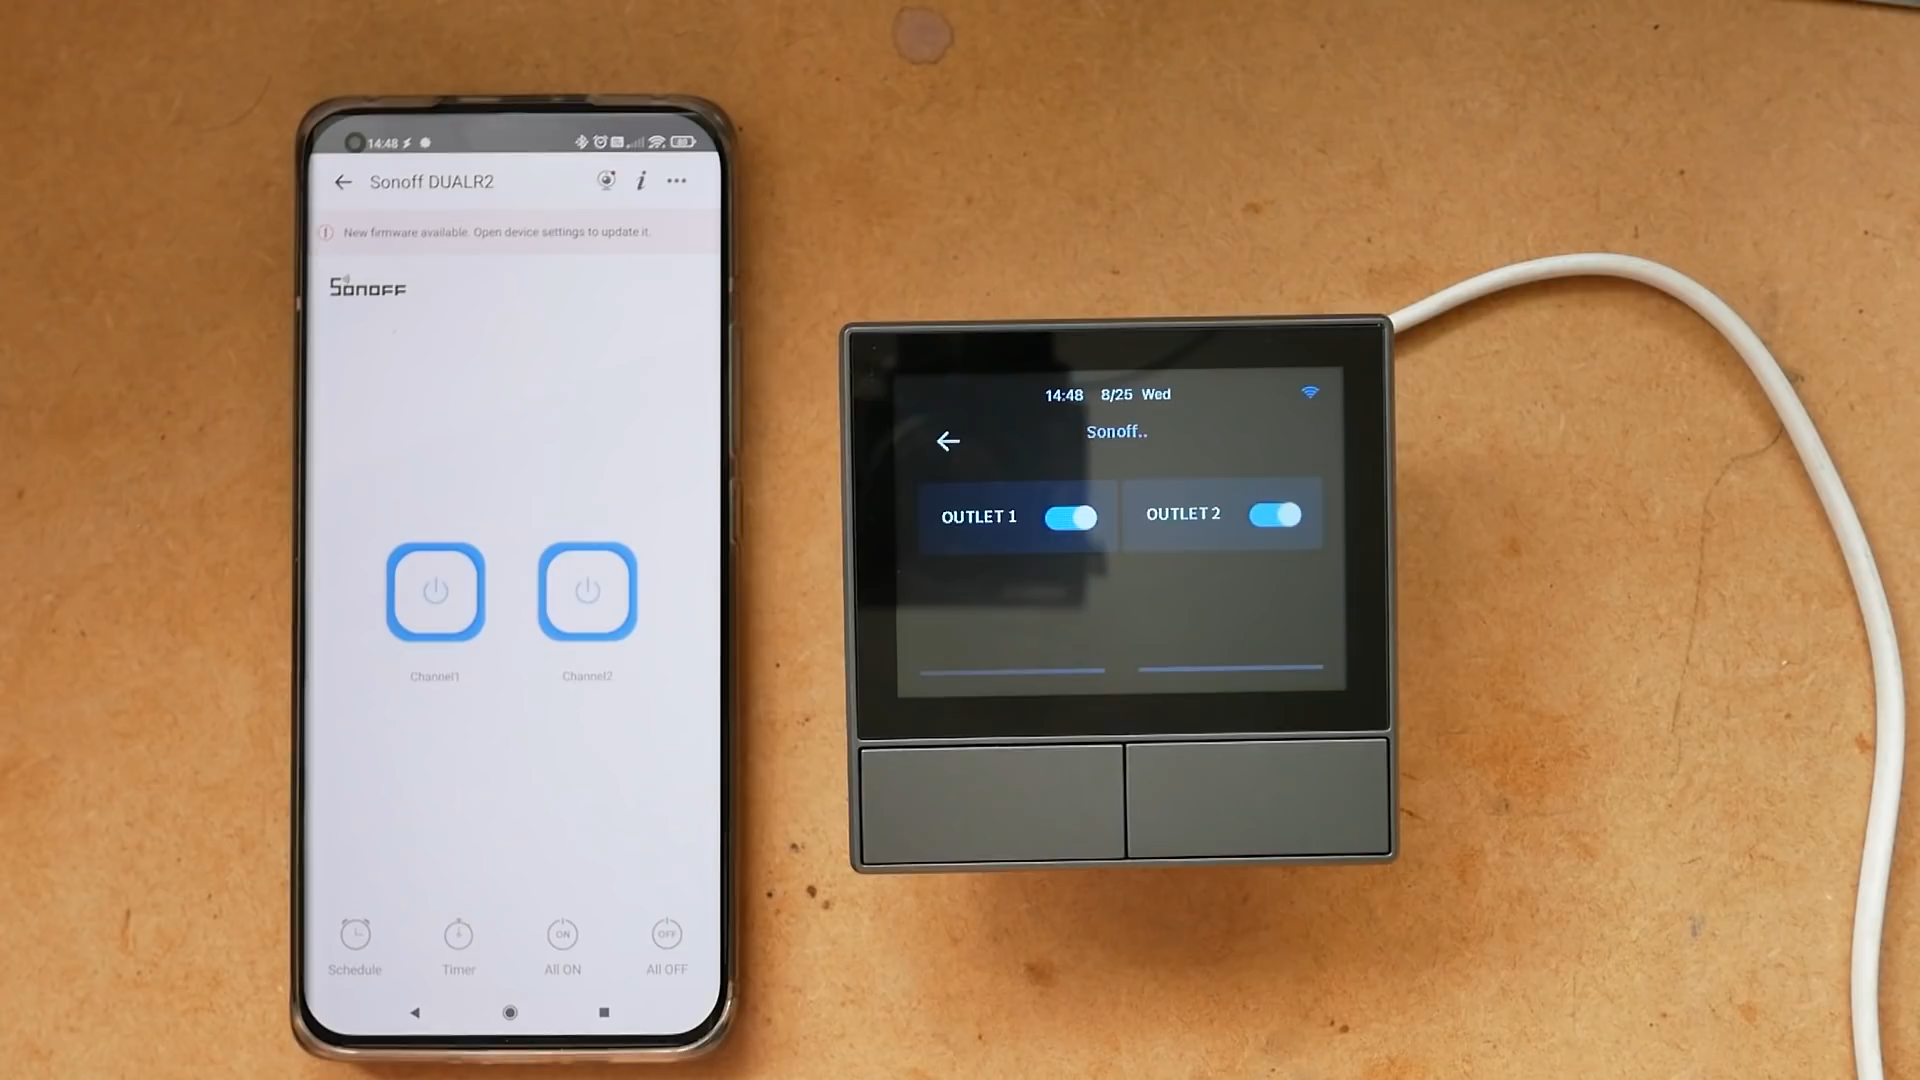 14:48
Sonoff DUALR2
New firmware available. Open device settings to update it.
SONOFF
Channel1
Channel2
ON
OFF
Schedule
Timer
All ON
All OFF
14:48 8/25 Wed
Sonoff..
OUTLET 1
OUTLET 2